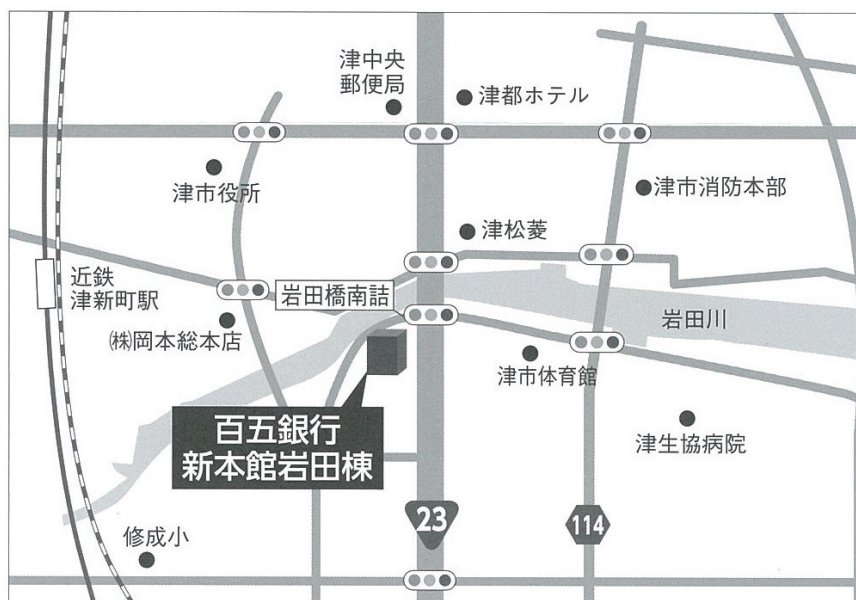 津中央
郵便局
津都ホテル
津市役所
津市消防本部
津松菱
近鉄
津新町駅
岩田橋南詰
岩田川
㈱岡本総本店
津市体育館
百五銀行
新本館岩田棟
津生協病院
23
114
修成小